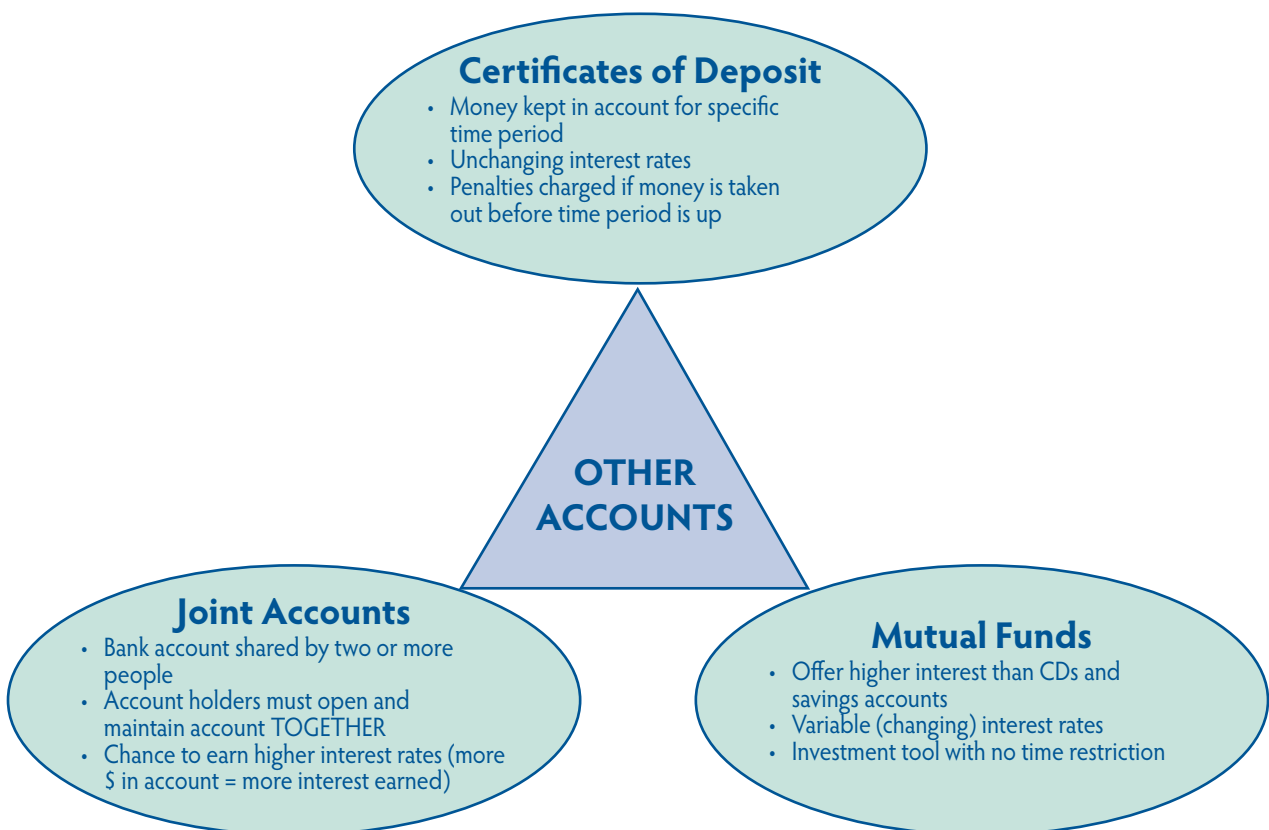 Certificates of Deposit
• Money kept in account for specific
time period
• Unchanging interest rates
• Penalties charged if money is taken
out before time period is up
OTHER
ACCOUNTS
Joint Accounts
• Bank account shared by two or more
people
• Account holders must open and
maintain account TOGETHER
• Chance to earn higher interest rates (more
$ in account = more interest earned)
Mutual Funds
• Offer higher interest than CDs and
savings accounts
• Variable (changing) interest rates
• Investment tool with no time restriction